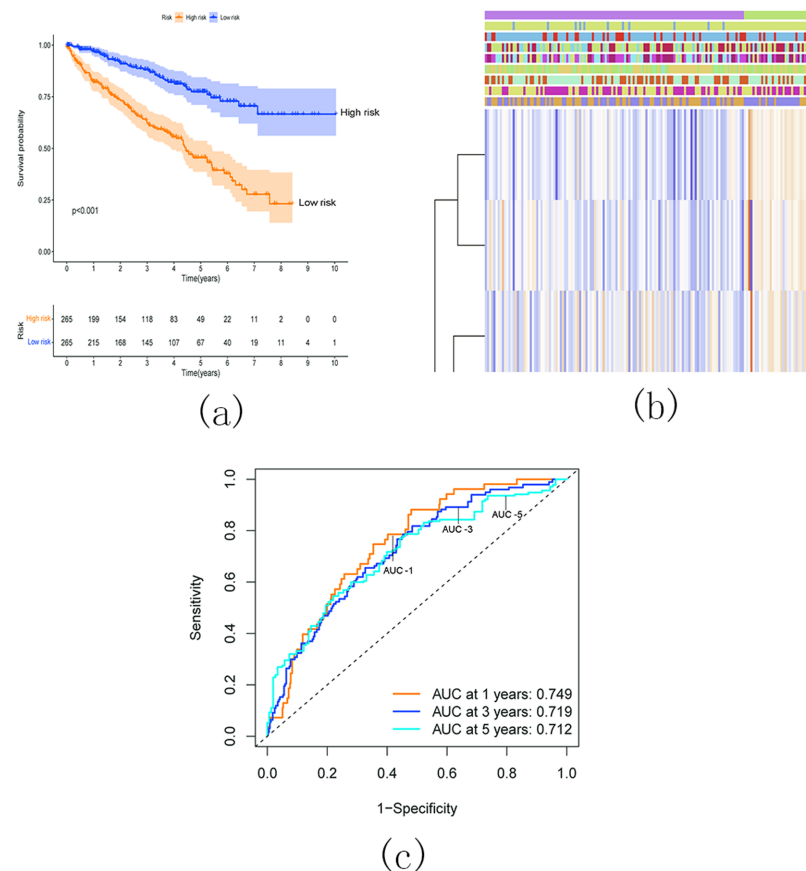 Risk High risk Low risk
1.00
0.75
0.50
0.25
0.00
Survival probability
High risk
Low risk
p<0.001
0 1 2 3 4 5 6 7 8 9 10
Time(years)
Risk
High risk 265 199 154 118 83 49 22 11 2 0 0
Low risk 265 215 168 145 107 67 40 19 11 4 1
0 1 2 3 4 5 6 7 8 9 10
Time(years)
(a)
(b)
1.0
0.8
0.6
0.4
0.2
0.0
Sensitivity
AUC -1
AUC -3
AUC -5
AUC at 1 years: 0.749
AUC at 3 years: 0.719
AUC at 5 years: 0.712
0.0 0.2 0.4 0.6 0.8 1.0
1-Specificity
(c)